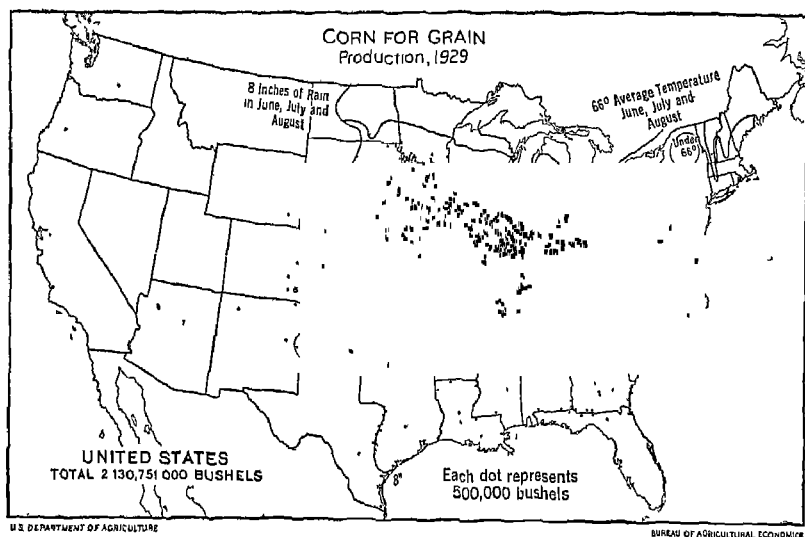 CORN FOR GRAIN
Production, 1929
8 Inches of Rain
in June, July and
August
66° Average Temperature
June, July and
August
Under
66°
UNITED STATES
TOTAL 2 130,751 000 BUSHELS
8"
Each dot represents
500,000 bushels
U.S. DEPARTMENT OF AGRICULTURE
BUREAU OF AGRICULTURAL ECONOMICS